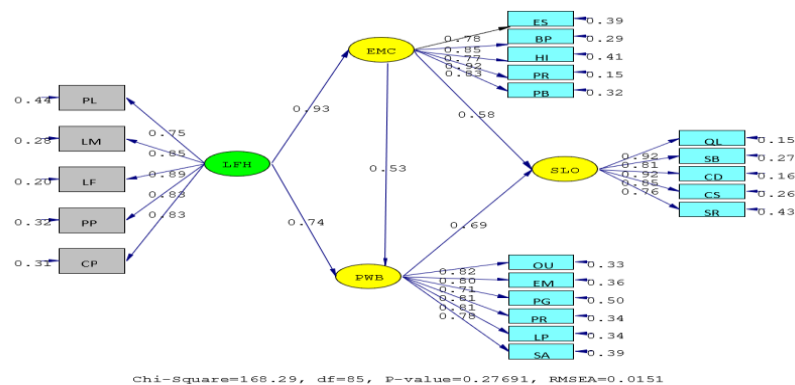 ES 0.39
BP 0.29
HI 0.41
PR 0.15
PB 0.32
EMC
0.78
0.85
0.77
0.92
0.83
0.44 PL
0.28 LM
0.20 LF
0.32 PP
0.31 CP
0.75
0.85
0.89
0.83
0.83
LFH
0.93
0.74
0.53
0.58
0.69
SLO
0.92
0.81
0.92
0.85
0.76
QL 0.15
SB 0.27
CD 0.16
CS 0.26
SR 0.43
PWB
0.82
0.80
0.71
0.81
0.81
0.78
OU 0.33
EM 0.36
PG 0.50
PR 0.34
LP 0.34
SA 0.39
Chi-Square=168.29, df=85, P-value=0.27691, RMSEA=0.0151